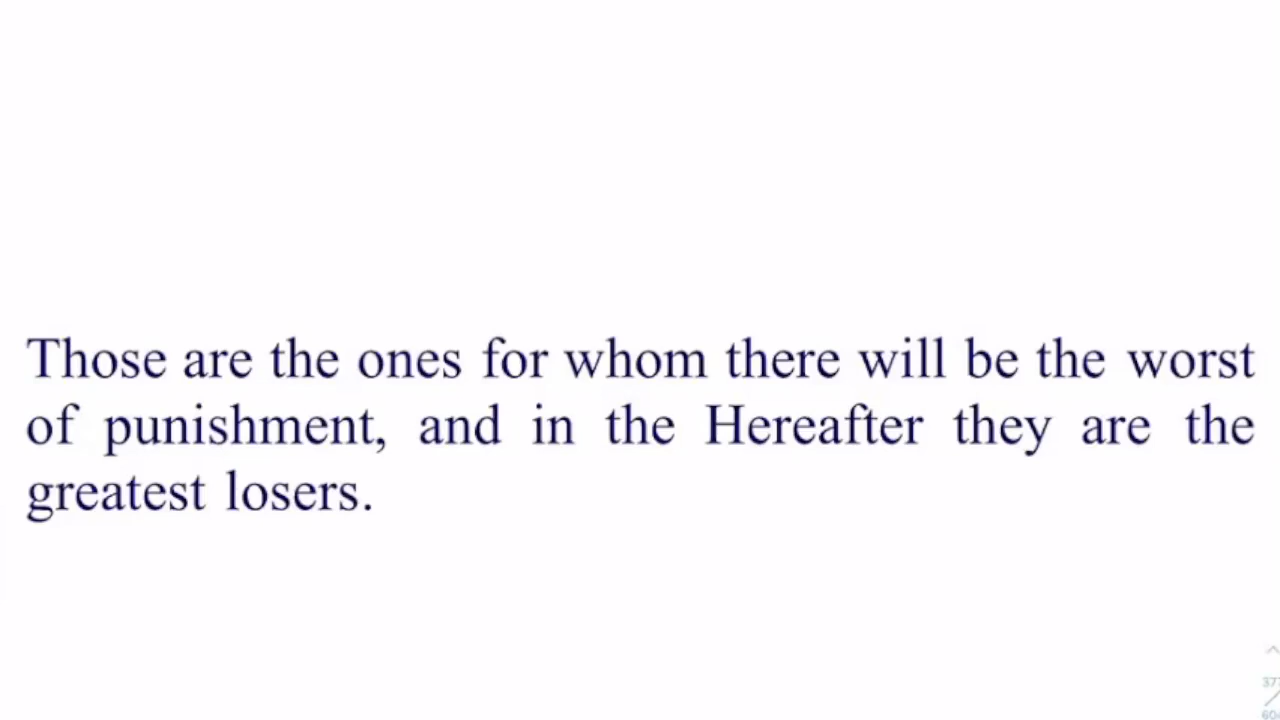 Those are the ones for whom there will be the worst
of punishment, and in the Hereafter they are the
greatest losers.